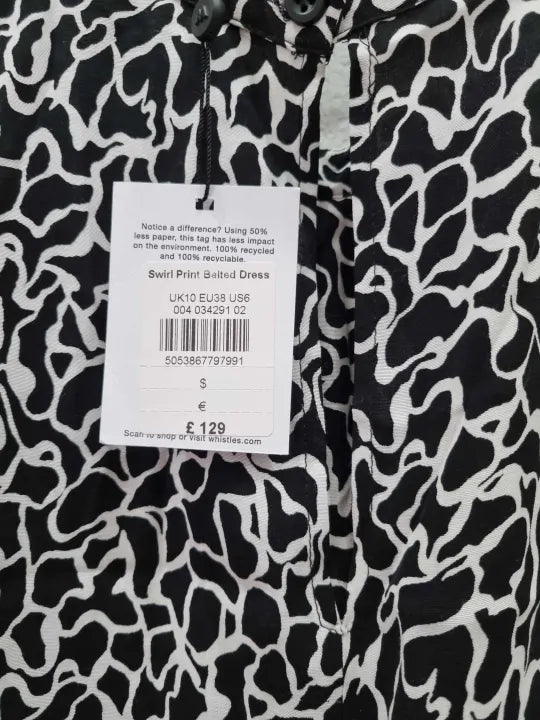 Notice a difference? Using 50%
less paper, this tag has less impact
on the environment. 100% recycled
and 100% recyclable.
Swirl Print Belted Dress
UK10 EU38 US6
004 034291 02
5053867797991
$
€
£ 129
Scan to shop or visit whistles.com